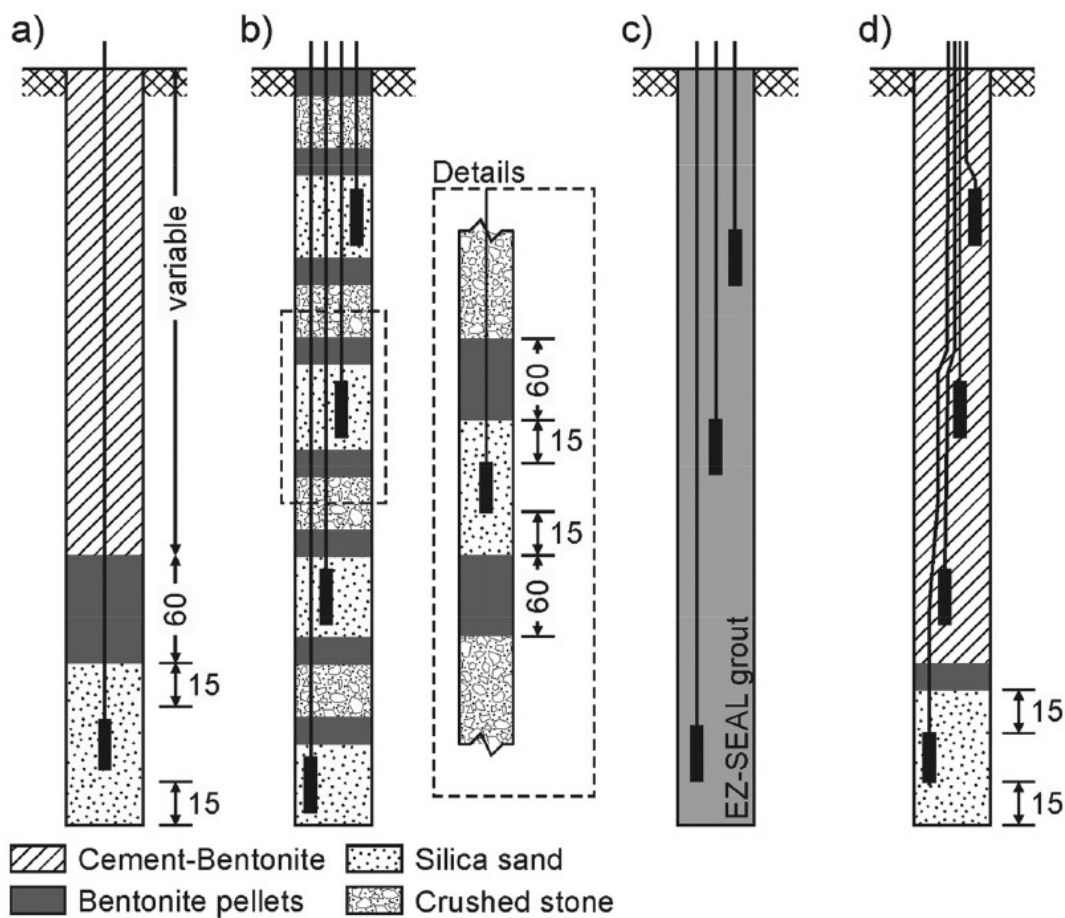 a)
b)
c)
d)
variable
60
15
15
Details
60
15
15
60
EZ-SEAL grout
15
15
Cement-Bentonite
Silica sand
Bentonite pellets
Crushed stone